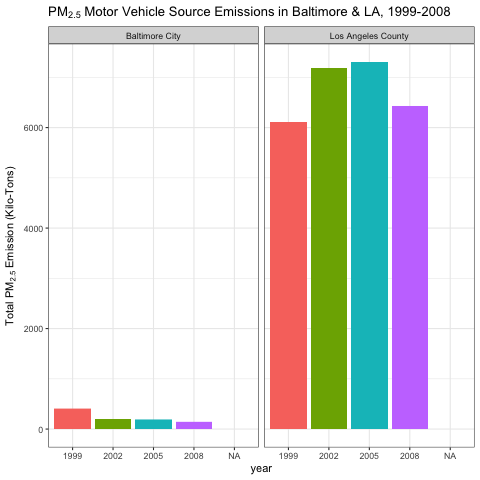 PM2.5 Motor Vehicle Source Emissions in Baltimore & LA, 1999-2008
Baltimore City
Los Angeles County
Total PM2.5 Emission (Kilo-Tons)
6000
4000
2000
0
1999 2002 2005 2008 NA
1999 2002 2005 2008 NA
year